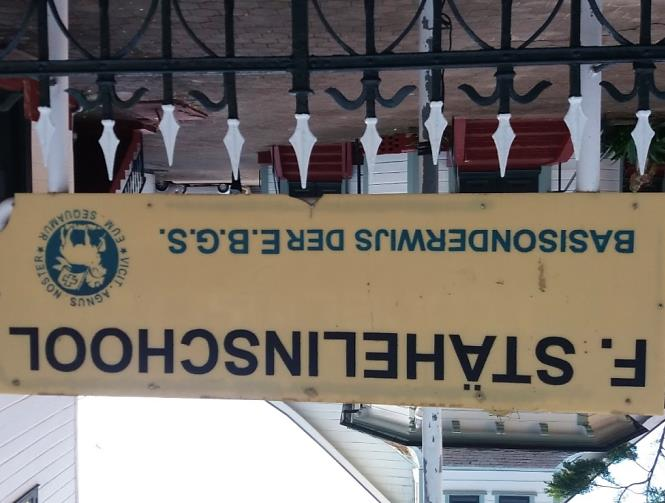 F. STÄHELINSCHOOL
BASISONDERWIJS DER E.B.G.S.
VICIT AGNUS NOSTER
EUM SEQUAMUR